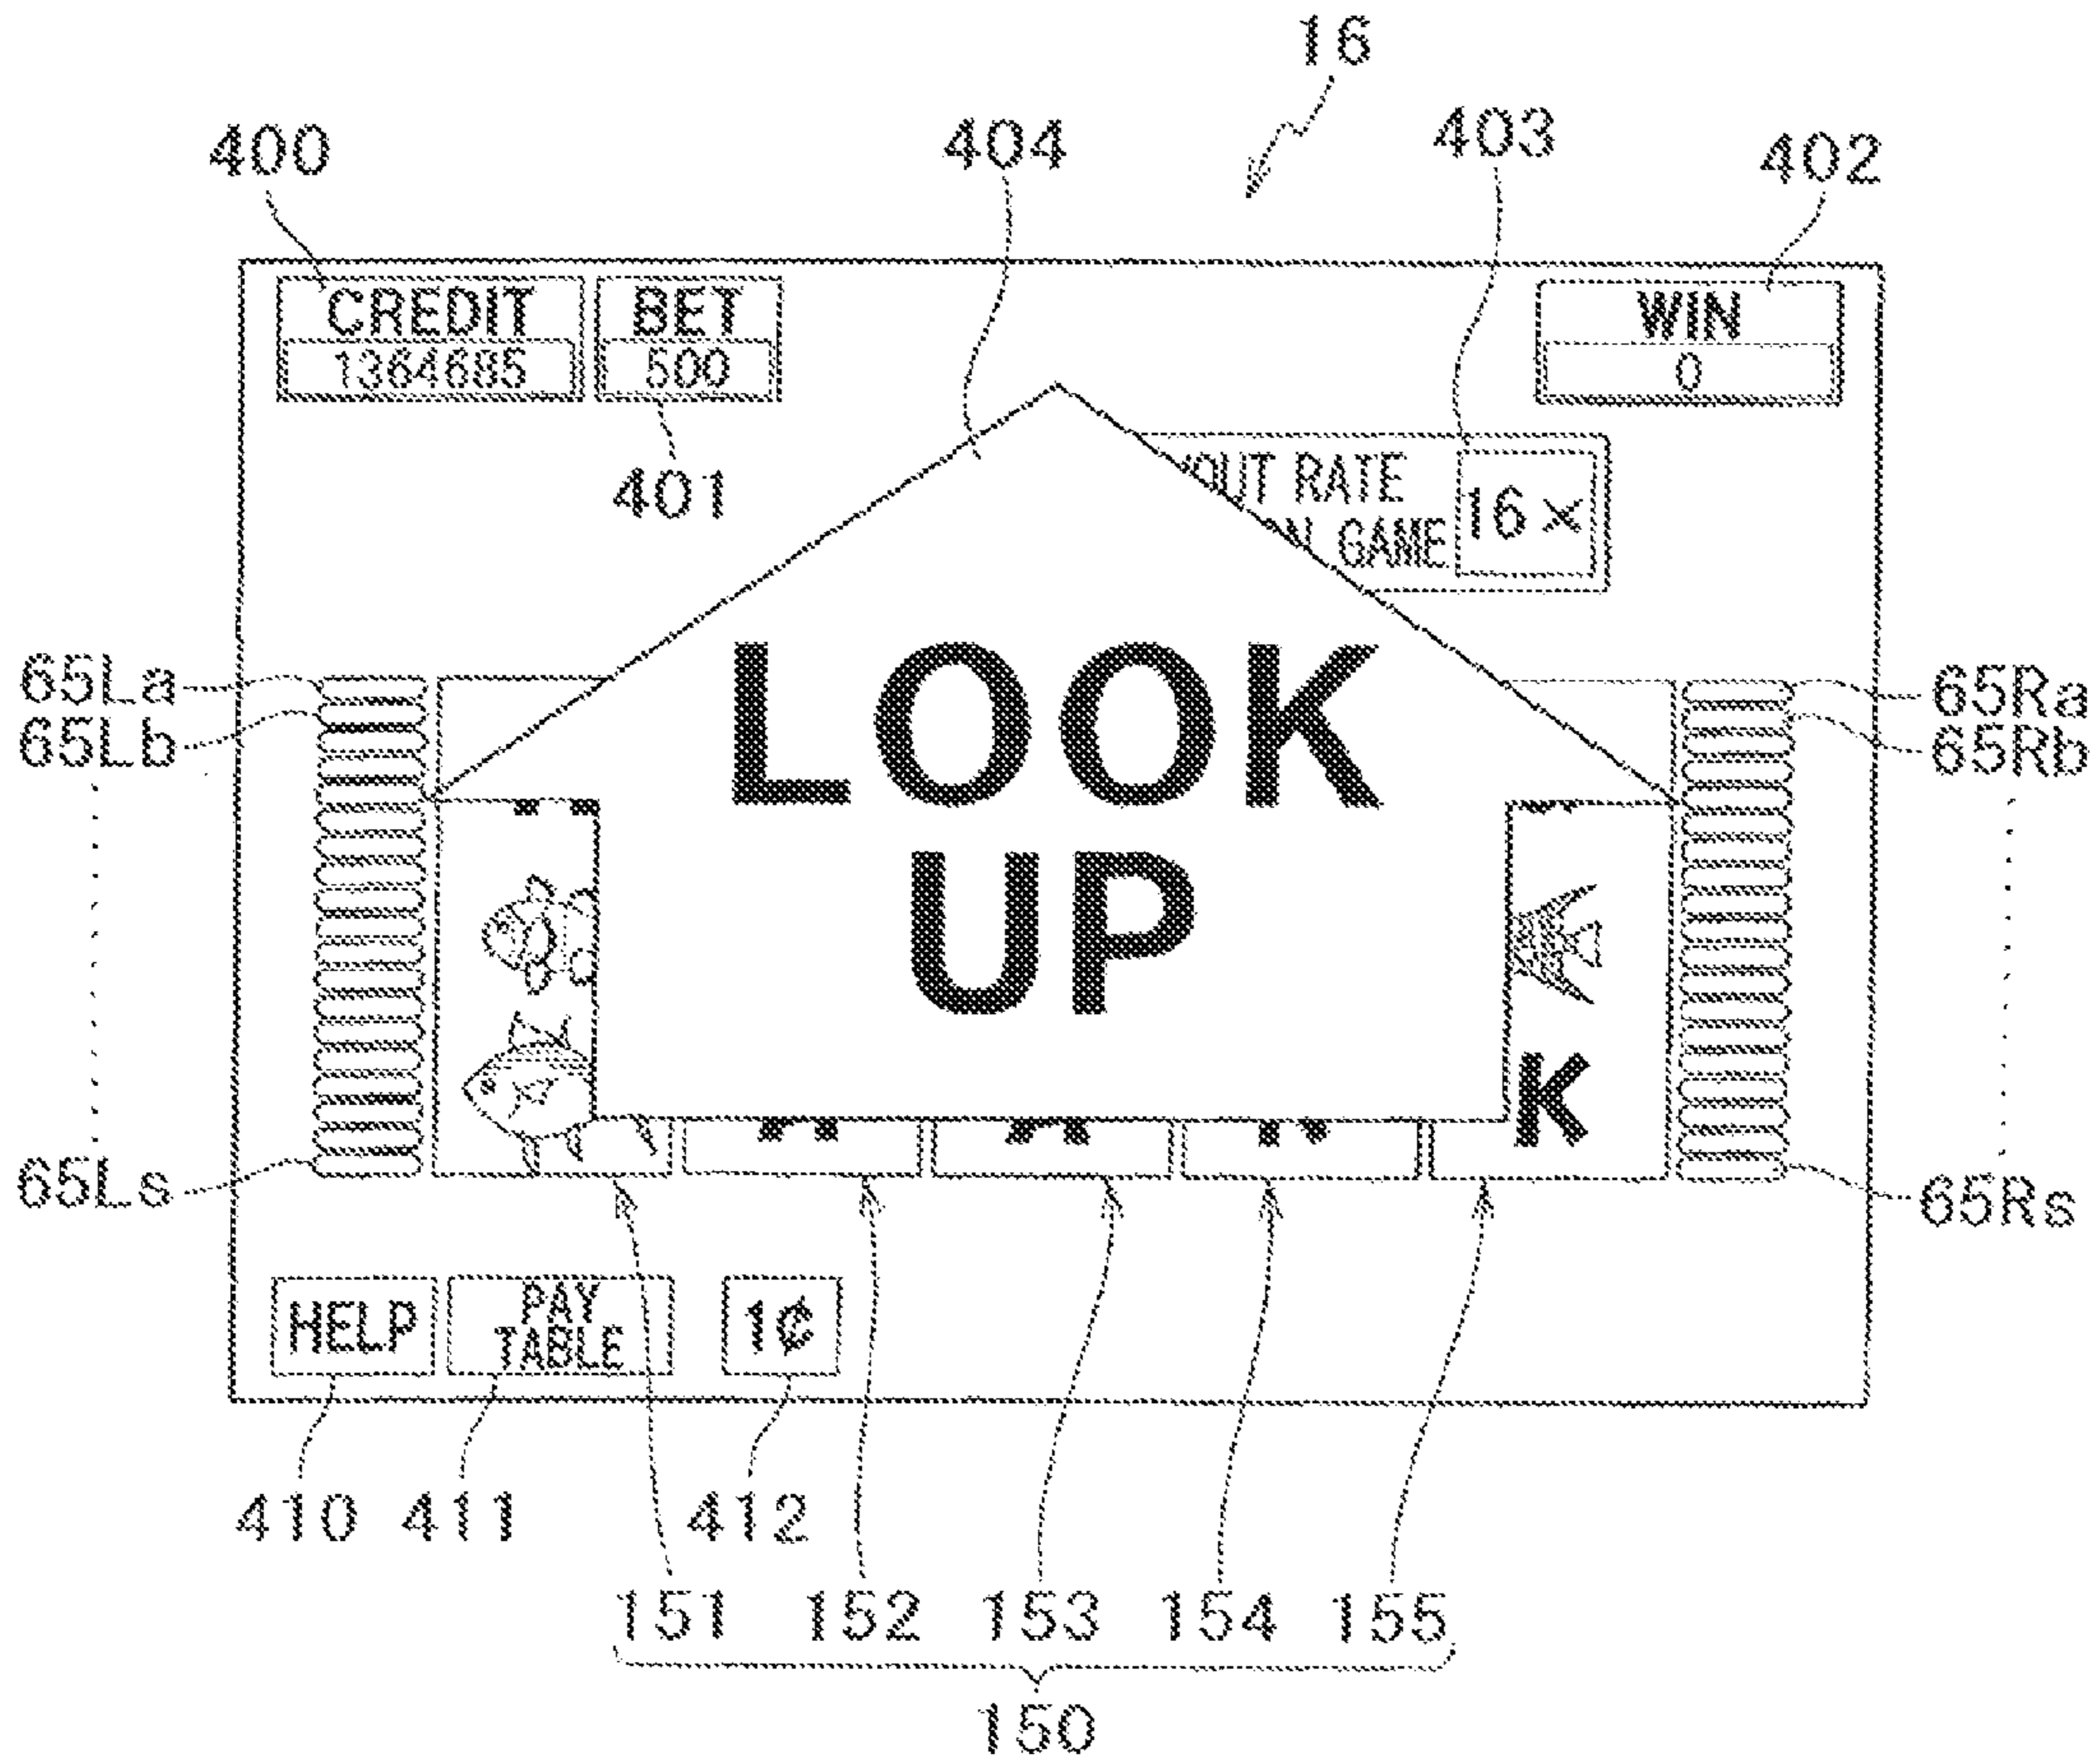 16
400
404
403
402
CREDIT
1364685
BET
500
WIN
0
401
OUT RATE
GAME
16×
LOOK
UP
65La
65Lb
65Ls
65Ra
65Rb
65Rs
K
HELP
PAY
TABLE
1¢
410
411
412
151
152
153
154
155
150